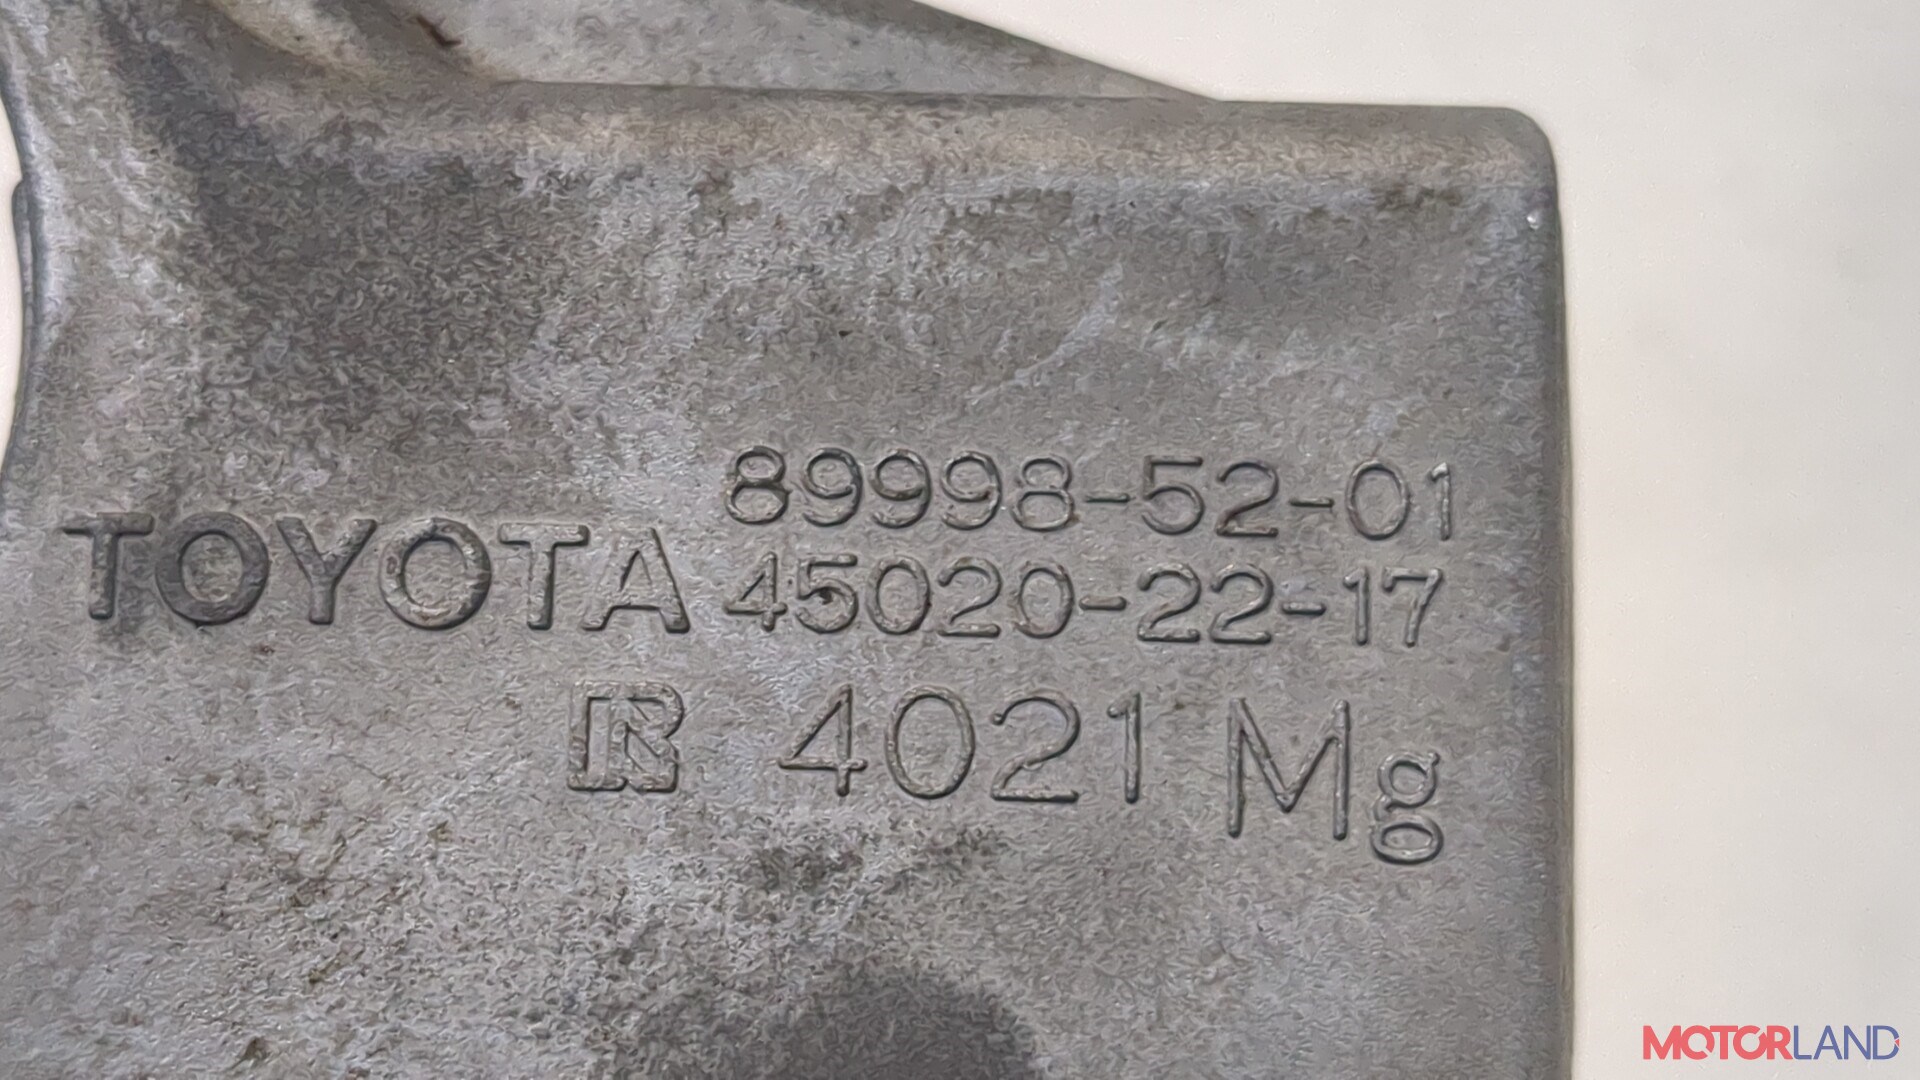 89998-52-01
TOYOTA 45020-22-17
4021 Mg
MOTORLAND